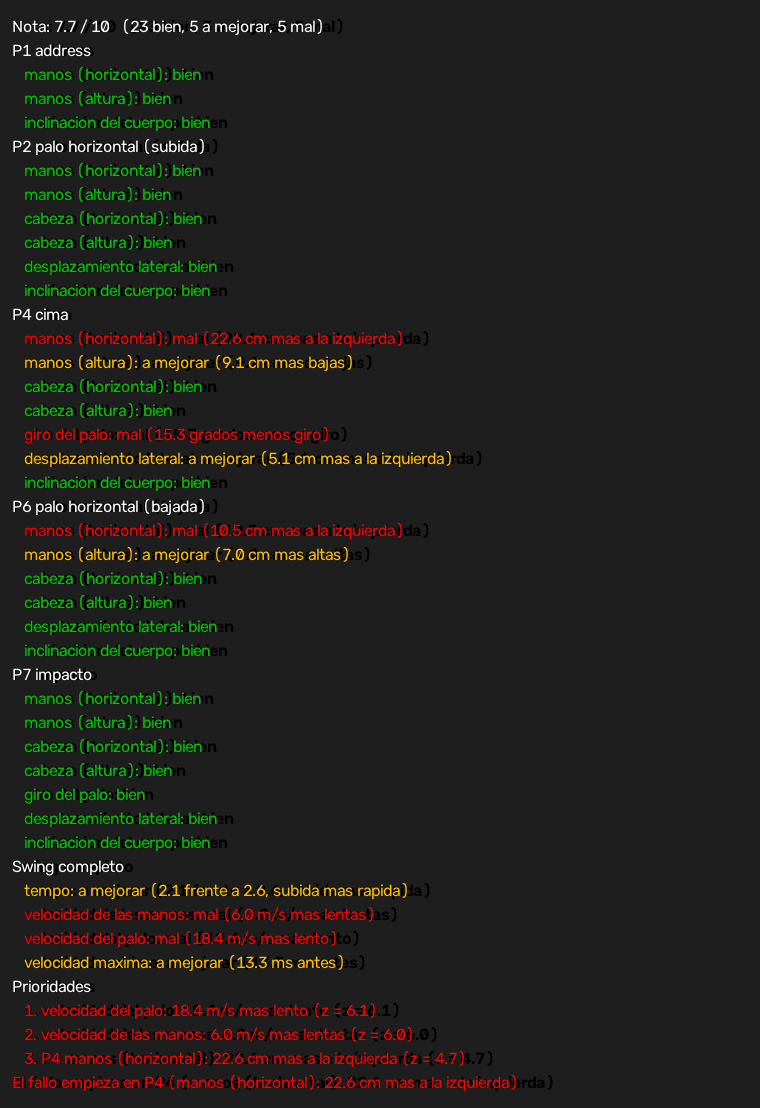 Nota: 7.7 / 10 (23 bien, 5 a mejorar, 5 mal)
P1 address
manos (horizontal): bien
manos (altura): bien
inclinación del cuerpo: bien
P2 palo horizontal (subida)
manos (horizontal): bien
manos (altura): bien
cabeza (horizontal): bien
cabeza (altura): bien
desplazamiento lateral: bien
inclinación del cuerpo: bien
P4 cima
manos (horizontal): mal (22.6 cm mas a la izquierda)
manos (altura): a mejorar (9.1 cm mas bajas)
cabeza (horizontal): bien
cabeza (altura): bien
giro del palo: mal (15.3 grados menos giro)
desplazamiento lateral: a mejorar (5.1 cm mas a la izquierda)
inclinación del cuerpo: bien
P6 palo horizontal (bajada)
manos (horizontal): mal (10.5 cm mas a la izquierda)
manos (altura): a mejorar (7.0 cm mas altas)
cabeza (horizontal): bien
cabeza (altura): bien
desplazamiento lateral: bien
inclinación del cuerpo: bien
P7 impacto
manos (horizontal): bien
manos (altura): bien
cabeza (horizontal): bien
cabeza (altura): bien
giro del palo: bien
desplazamiento lateral: bien
inclinación del cuerpo: bien
Swing completo
tempo: a mejorar (2.1 frente a 2.6, subida mas rapida)
velocidad de las manos: mal (6.0 m/s mas lentas)
velocidad del palo: mal (18.4 m/s mas lento)
velocidad maxima: a mejorar (13.3 ms antes)
Prioridades
1. velocidad del palo: 18.4 m/s mas lento (z = 6.1)
2. velocidad de las manos: 6.0 m/s mas lentas (z = 6.0)
3. P4 manos (horizontal): 22.6 cm mas a la izquierda (z = 4.7)
El fallo empieza en P4 (manos (horizontal): 22.6 cm mas a la izquierda)